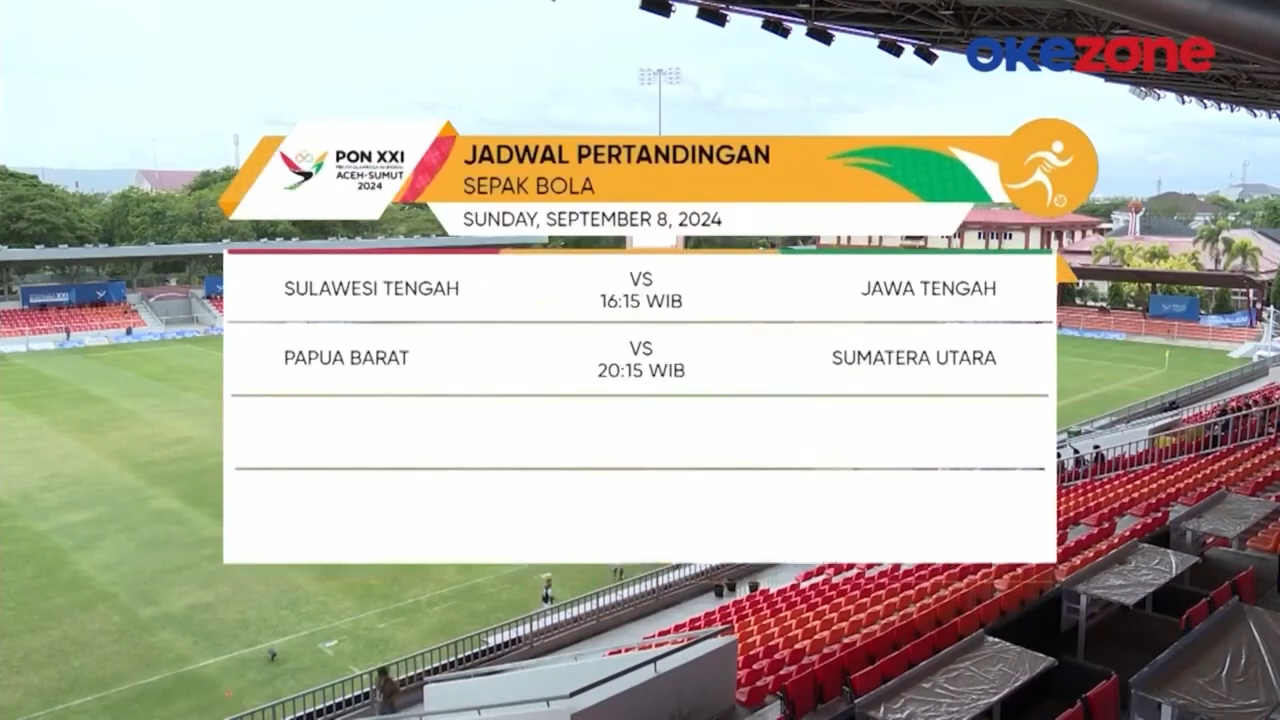 OKEZONE
PON XXI
ACEH-SUMUT
2024
JADWAL PERTANDINGAN
SEPAK BOLA
SUNDAY, SEPTEMBER 8, 2024
SULAWESI TENGAH VS JAWA TENGAH
16:15 WIB
PAPUA BARAT VS SUMATERA UTARA
20:15 WIB